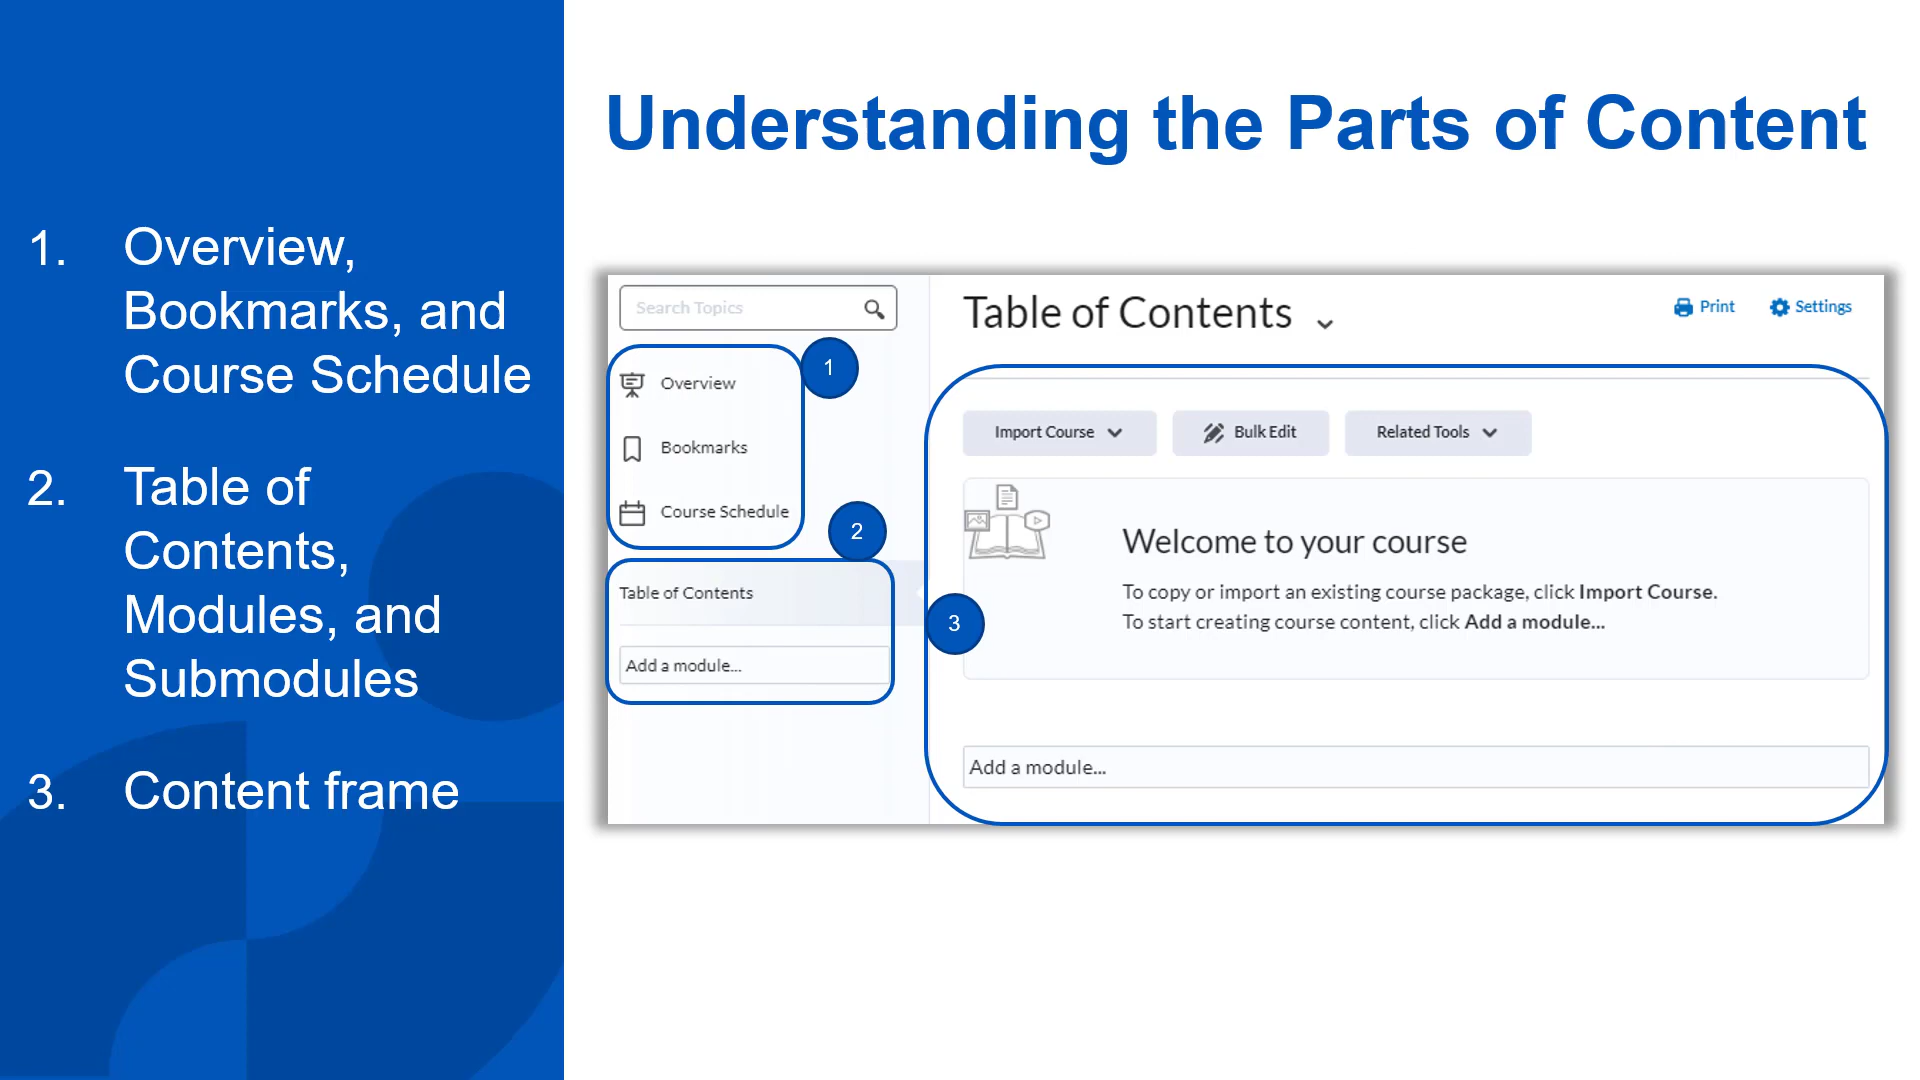 Understanding the Parts of Content
1. Overview,
Bookmarks, and
Course Schedule
2. Table of
Contents,
Modules, and
Submodules
3. Content frame
Search Topics
1
Overview
Bookmarks
Course Schedule
2
Table of Contents
Add a module...
Table of Contents
Print
Settings
3
Import Course
Bulk Edit
Related Tools
Welcome to your course
To copy or import an existing course package, click Import Course.
To start creating course content, click Add a module...
Add a module...